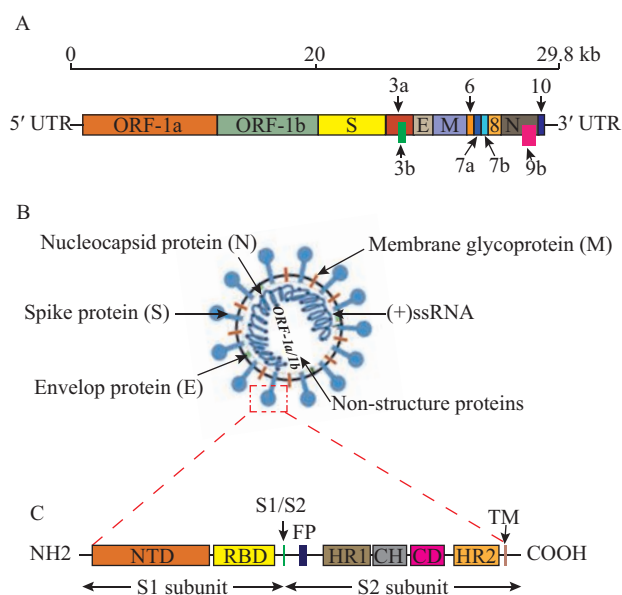 A
0 20 29.8 kb
3a 6 10
5' UTR ORF-1a ORF-1b S E M 8 N 3' UTR
3b 7a 7b 9b
B
Nucleocapsid protein (N) Membrane glycoprotein (M)
Spike protein (S) (+)ssRNA
ORF-1a/1b
Envelop protein (E) Non-structure proteins
C S1/S2 FP TM
NH2 NTD RBD HR1 CH CD HR2 COOH
S1 subunit S2 subunit